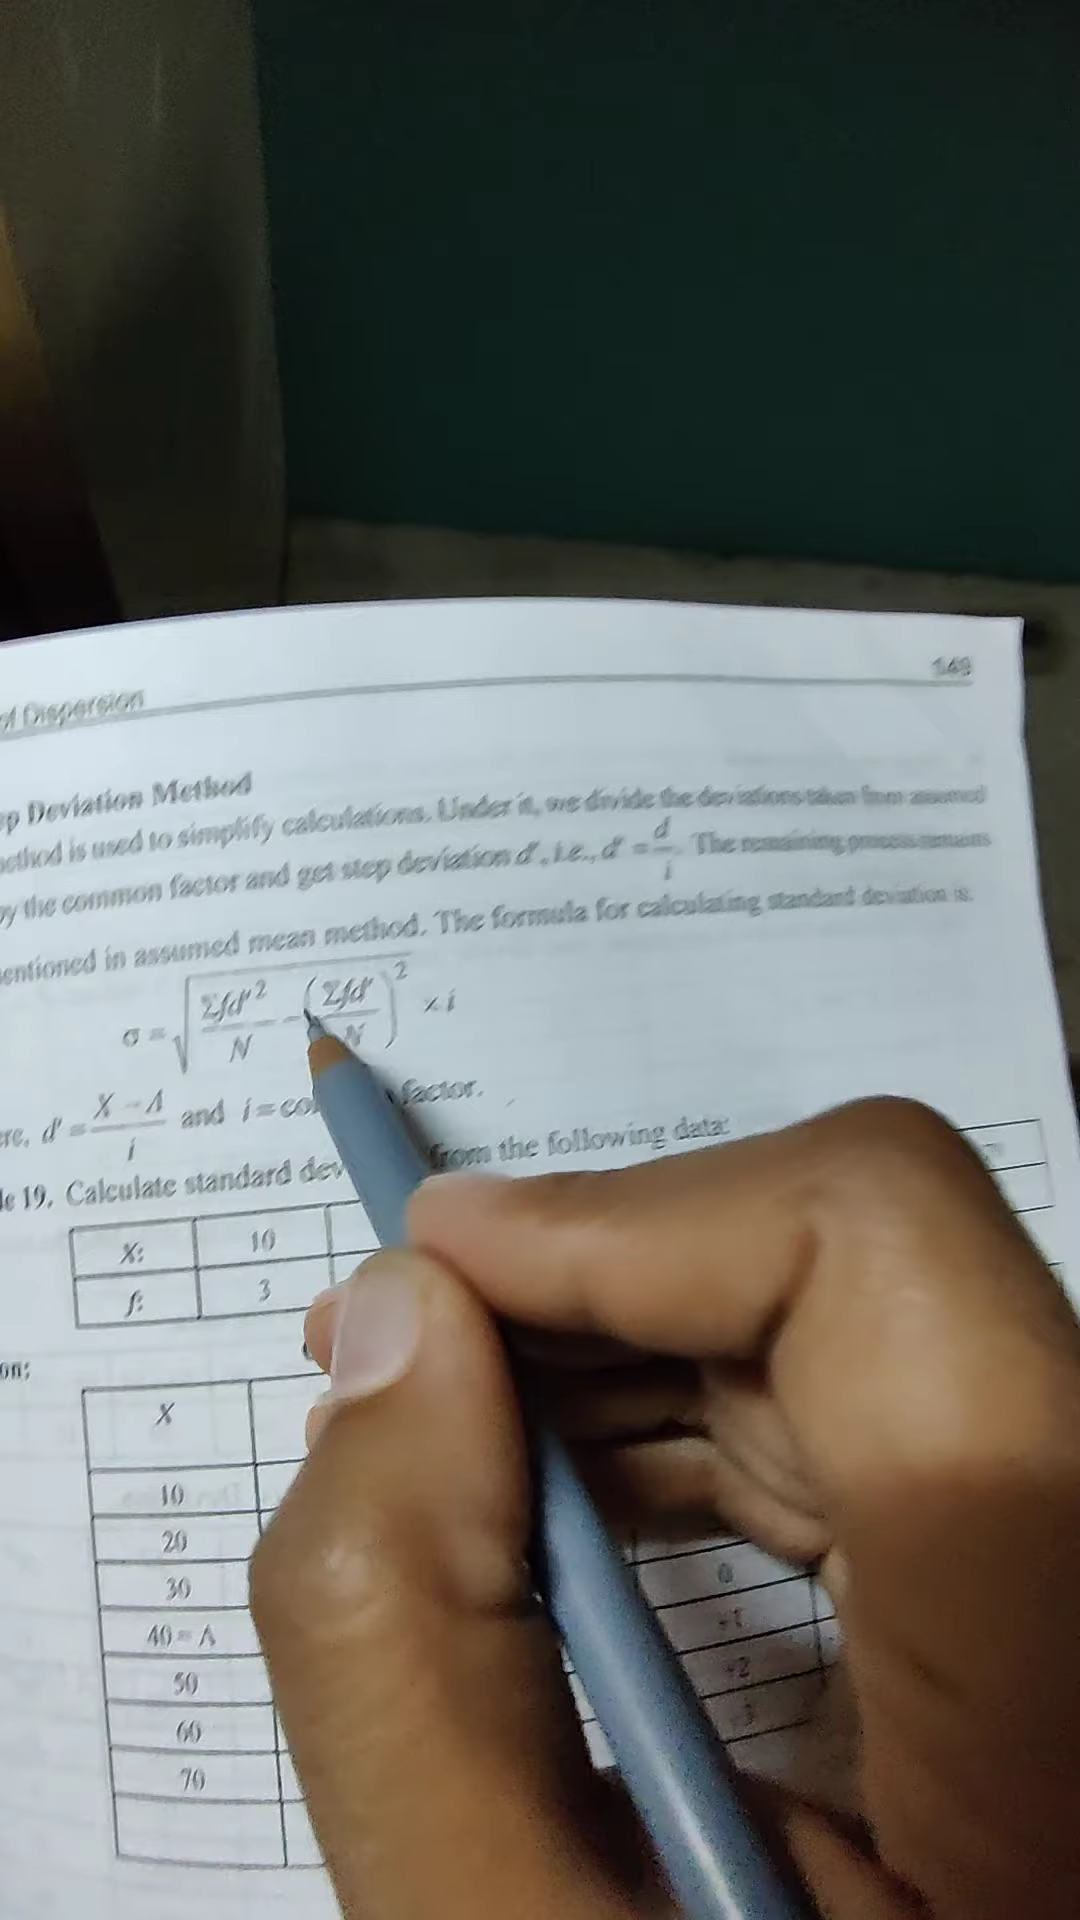 of Dispersion 149
p Deviation Method
ethod is used to simplify calculations. Under it, we divide the deviations taken from assumed
by the common factor and get step deviation d', i.e., d' = d/i. The remaining process remains
entioned in assumed mean method. The formula for calculating standard deviation is:
σ = √(Σfd'²/N − (Σfd'/N)²) × i
ere, d' = X − A/i and i = co factor.
le 19. Calculate standard dev from the following data:
X: 10
f: 3
on:
X
10
20 0
30 +1
40 = A +2
50 3
60
70